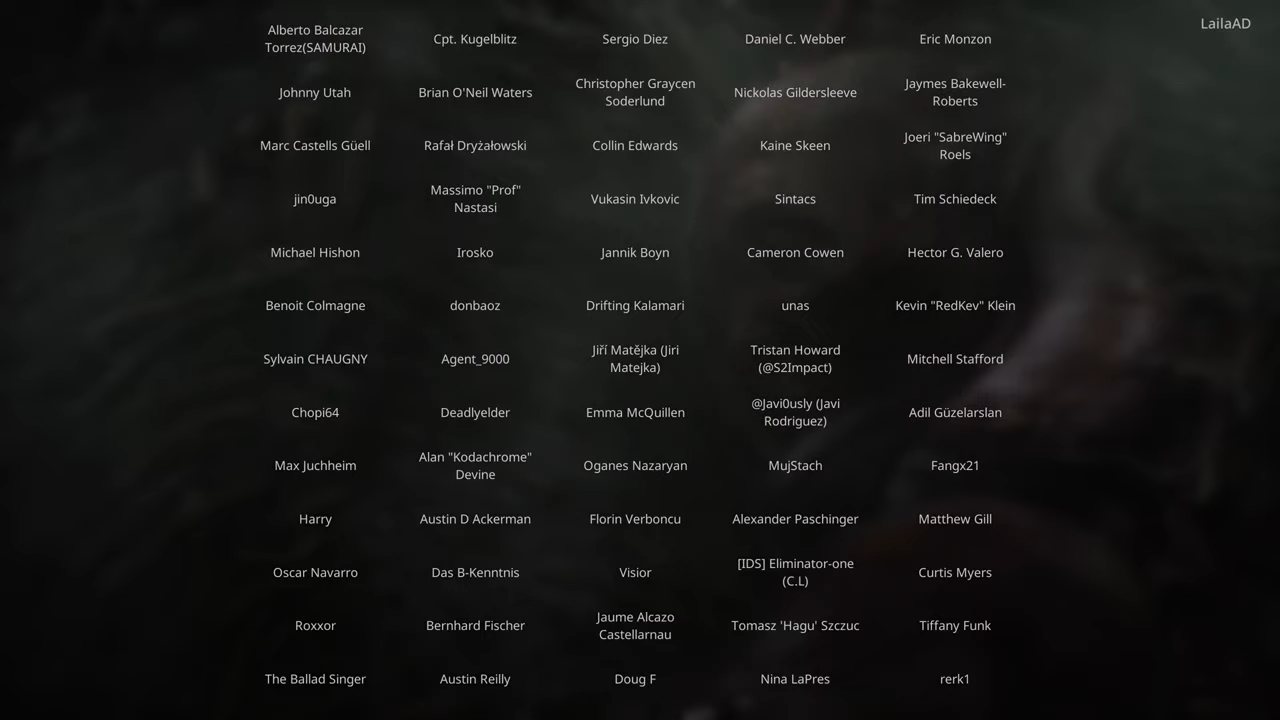 LailaAD
Alberto Balcazar
Torrez(SAMURAI)
Cpt. Kugelblitz
Sergio Diez
Daniel C. Webber
Eric Monzon
Johnny Utah
Brian O'Neil Waters
Christopher Graycen
Soderlund
Nickolas Gildersleeve
Jaymes Bakewell-
Roberts
Marc Castells Güell
Rafał Dryżałowski
Collin Edwards
Kaine Skeen
Joeri "SabreWing"
Roels
jin0uga
Massimo "Prof"
Nastasi
Vukasin Ivkovic
Sintacs
Tim Schiedeck
Michael Hishon
Irosko
Jannik Boyn
Cameron Cowen
Hector G. Valero
Benoit Colmagne
donbaoz
Drifting Kalamari
unas
Kevin "RedKev" Klein
Sylvain CHAUGNY
Agent_9000
Jiří Matějka (Jiri
Matejka)
Tristan Howard
(@S2Impact)
Mitchell Stafford
Chopi64
Deadlyelder
Emma McQuillen
@Javi0usly (Javi
Rodriguez)
Adil Güzelarslan
Max Juchheim
Alan "Kodachrome"
Devine
Oganes Nazaryan
MujStach
Fangx21
Harry
Austin D Ackerman
Florin Verboncu
Alexander Paschinger
Matthew Gill
Oscar Navarro
Das B-Kenntnis
Visior
[IDS] Eliminator-one
(C.L)
Curtis Myers
Roxxor
Bernhard Fischer
Jaume Alcazo
Castellarnau
Tomasz 'Hagu' Szczuc
Tiffany Funk
The Ballad Singer
Austin Reilly
Doug F
Nina LaPres
rerk1